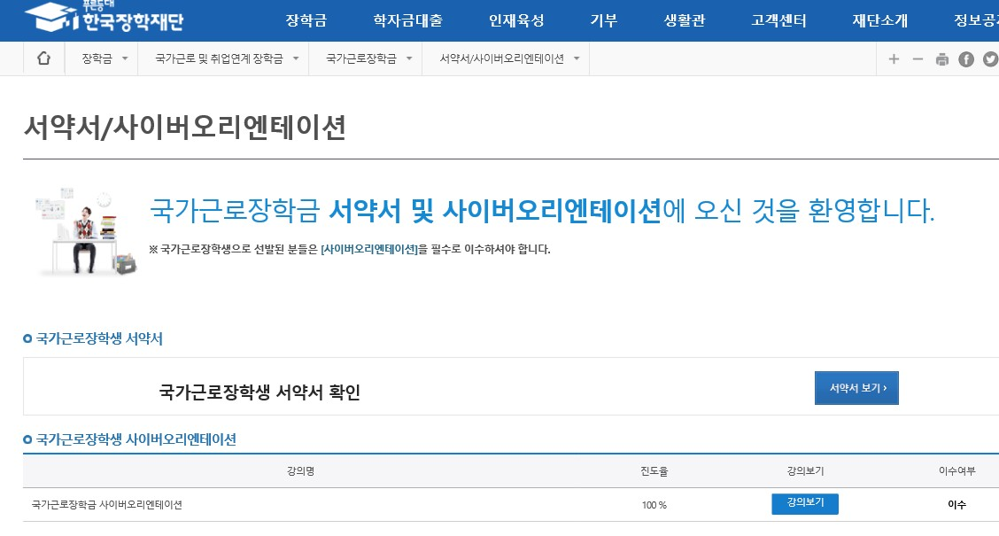 푸른등대
한국장학재단
장학금 학자금대출 인재육성 기부 생활관 고객센터 재단소개 정보공
장학금 국가근로 및 취업연계 장학금 국가근로장학금 서약서/사이버오리엔테이션
서약서/사이버오리엔테이션
국가근로장학금 서약서 및 사이버오리엔테이션에 오신 것을 환영합니다.
※ 국가근로장학생으로 선발된 분들은 [사이버오리엔테이션]을 필수로 이수하셔야 합니다.
국가근로장학생 서약서
국가근로장학생 서약서 확인 서약서 보기 ›
국가근로장학생 사이버오리엔테이션
강의명 진도율 강의보기 이수여부
국가근로장학금 사이버오리엔테이션 100 % 강의보기 이수